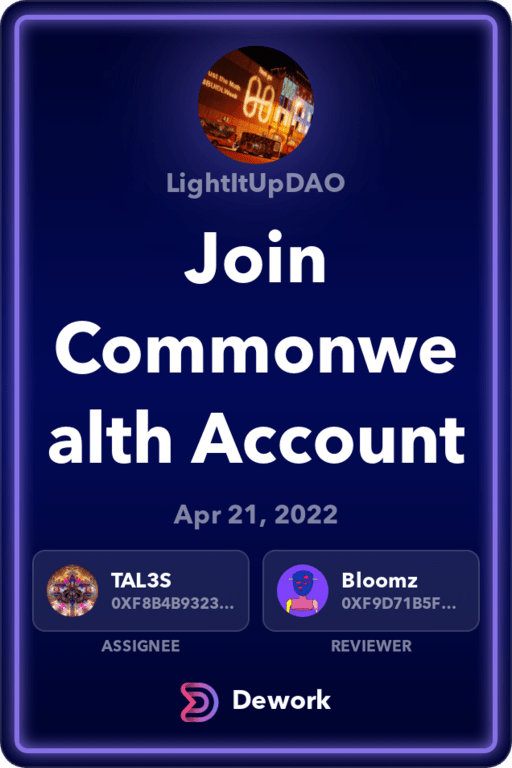 LightItUpDAO
Join
Commonwe
alth Account
Apr 21, 2022
TAL3S
0XF8B4B9323...
Bloomz
0XF9D71B5F...
ASSIGNEE
REVIEWER
Dework